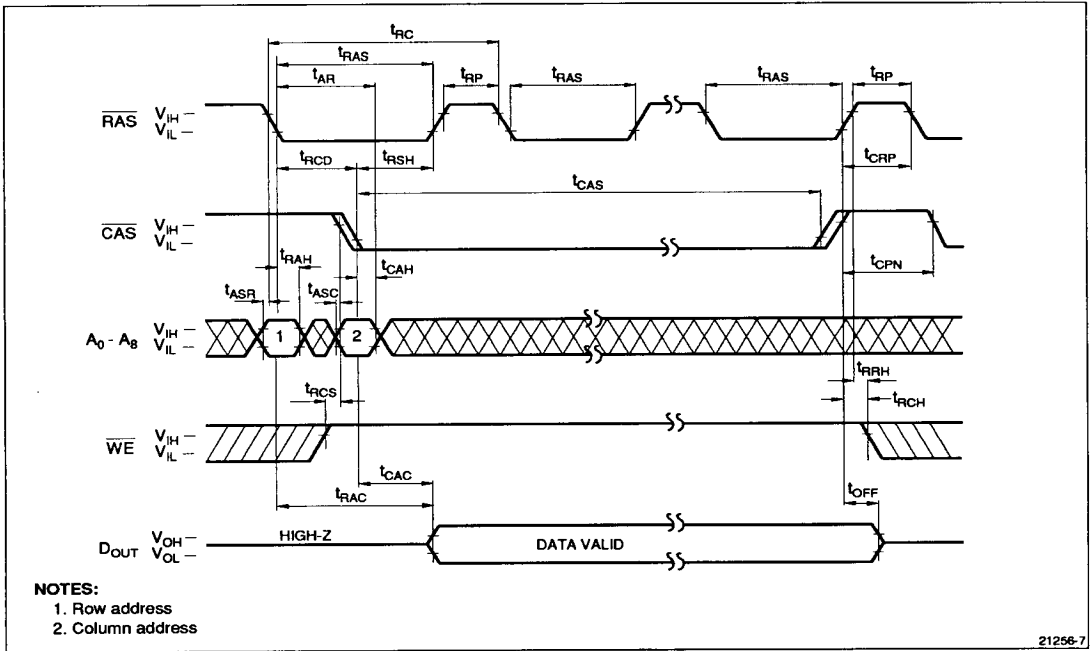 tRC
tRAS
tAR
tRP
tRAS
tRAS
tRP
RAS
VIH
VIL
tRCD
tRSH
tCRP
tCAS
CAS
VIH
VIL
tRAH
tCAH
tCPN
tASR
tASC
A0 - A8
VIH
VIL
1
2
tRRH
tRCS
tRCH
WE
VIH
VIL
tCAC
tRAC
tOFF
DOUT
VOH
VOL
HIGH-Z
DATA VALID
NOTES:
1. Row address
2. Column address
21256-7